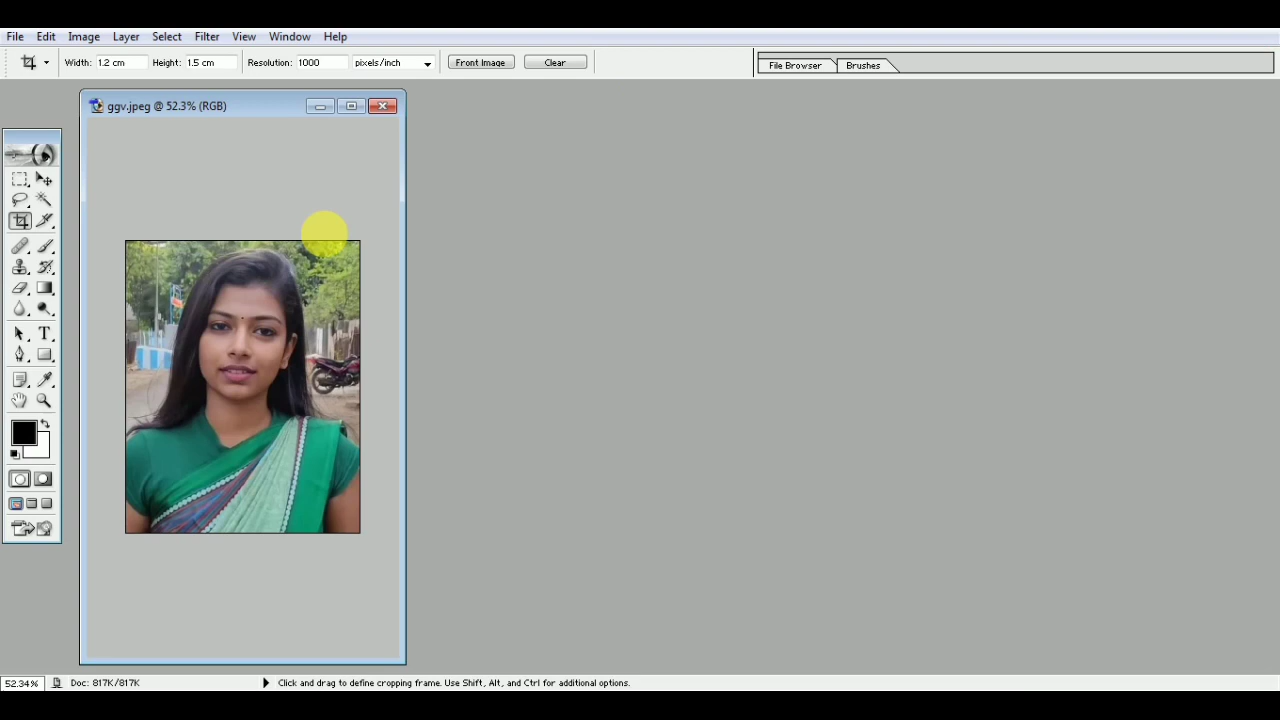 File Edit Image Layer Select Filter View Window Help
Width: 1.2 cm Height: 1.5 cm Resolution: 1000 pixels/inch Front Image Clear File Browser Brushes
ggv.jpeg @ 52.3% (RGB)
T
52.34% Doc: 817K/817K Click and drag to define cropping frame. Use Shift, Alt, and Ctrl for additional options.